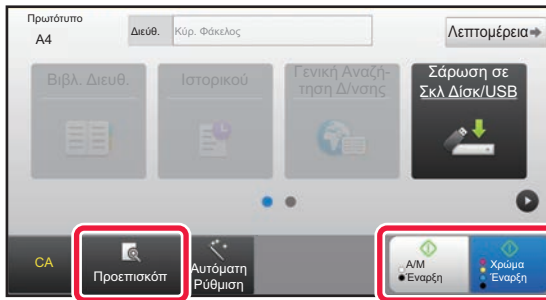 Πρωτότυπο
A4
Διεύθ.
Κύρ. Φάκελος
Λεπτομέρεια
Βιβλ. Διευθ.
Ιστορικού
Γενική Αναζή-
τηση Δ/νσης
Σάρωση σε
Σκλ Δίσκ/USB
CA
Προεπισκόπ
Αυτόματη
Ρύθμιση
Α/Μ
Έναρξη
Χρώμα
Έναρξη